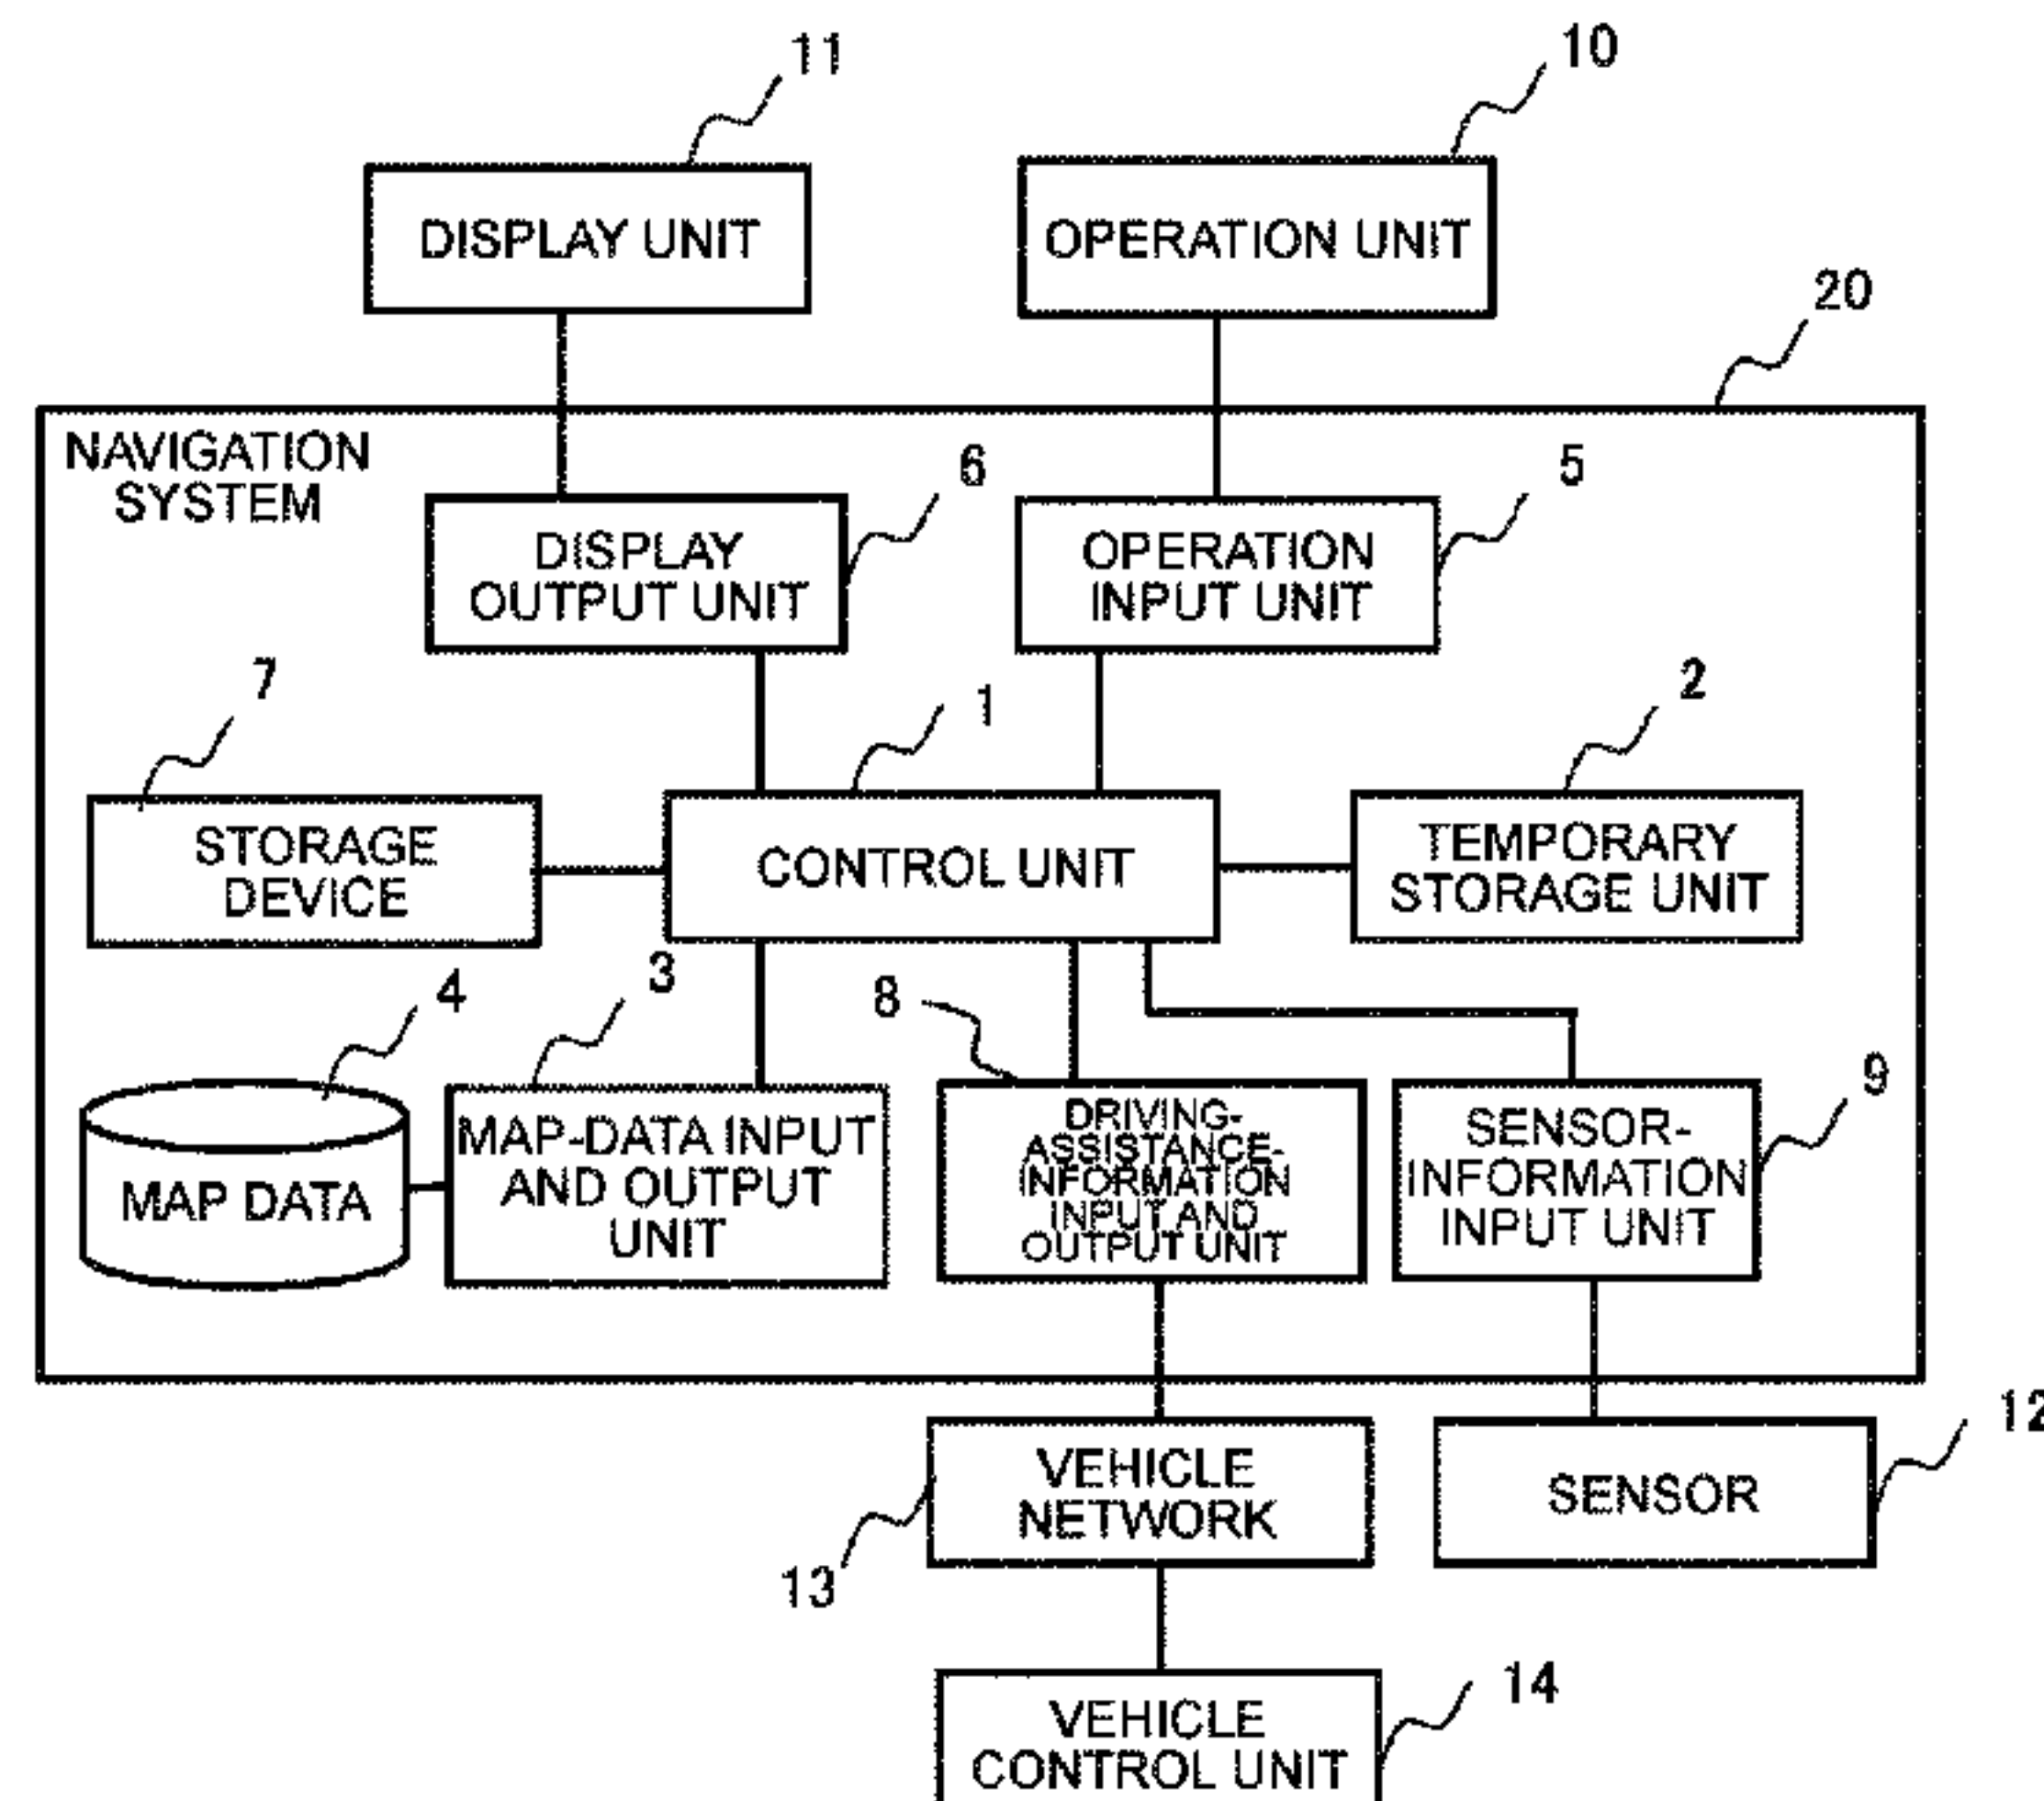 11
10
DISPLAY UNIT
OPERATION UNIT
20
NAVIGATION
SYSTEM
6
5
DISPLAY
OUTPUT UNIT
OPERATION
INPUT UNIT
7
1
2
STORAGE
DEVICE
CONTROL UNIT
TEMPORARY
STORAGE UNIT
4
3
8
9
MAP DATA
MAP-DATA INPUT
AND OUTPUT
UNIT
DRIVING-
ASSISTANCE-
INFORMATION
INPUT AND
OUTPUT UNIT
SENSOR-
INFORMATION
INPUT UNIT
12
VEHICLE
NETWORK
SENSOR
13
14
VEHICLE
CONTROL UNIT